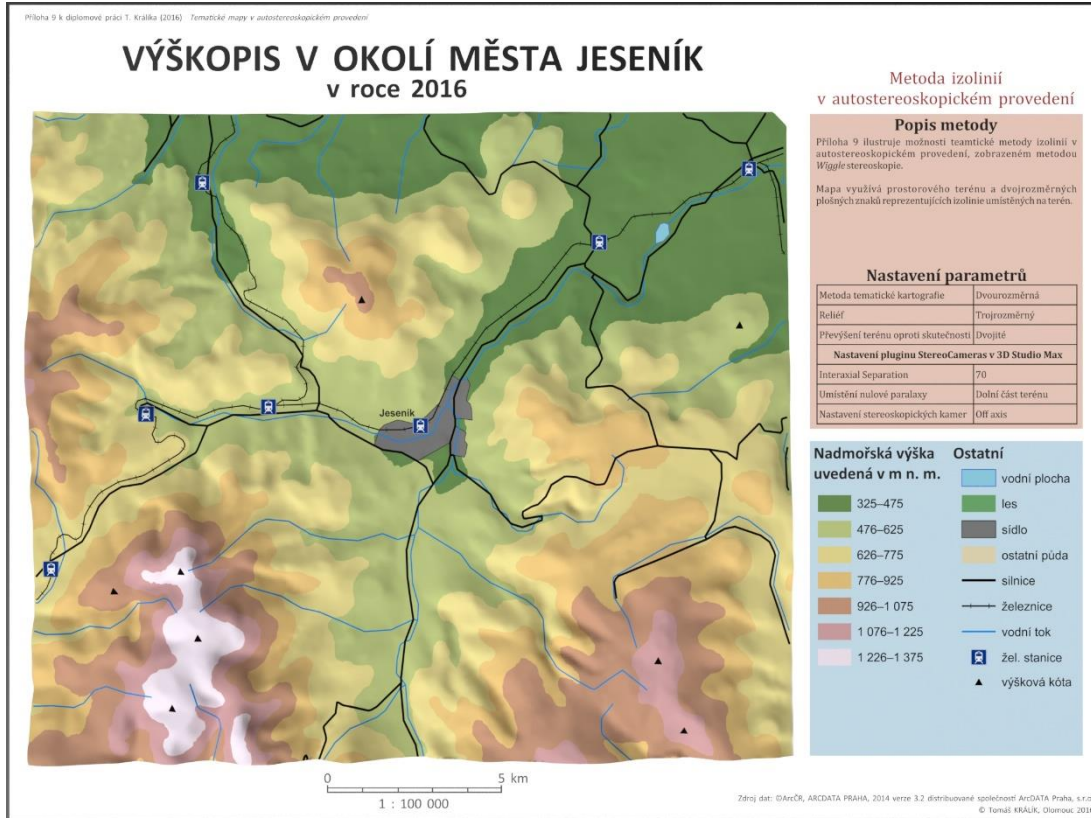 Příloha 9 k diplomové práci T. Králíka (2016) Tematické mapy v autostereoskopickém provedení
VÝŠKOPIS V OKOLÍ MĚSTA JESENÍK
v roce 2016
Jeseník
0 5 km
1 : 100 000
Metoda izolinií
v autostereoskopickém provedení
Popis metody
Příloha 9 ilustruje možnosti teamtické metody izolinií v
autostereoskopickém provedení, zobrazeném metodou
Wiggle stereoskopie.
Mapa využívá prostorového terénu a dvojrozměrných
plošných znaků reprezentujících izolinie umístěných na terén.
Nastavení parametrů
Metoda tematické kartografie Dvourozměrná
Reliéf Trojrozměrný
Převýšení terénu oproti skutečnosti Dvojité
Nastavení pluginu StereoCameras v 3D Studio Max
Interaxial Separation 70
Umístění nulové paralaxy Dolní část terénu
Nastavení stereoskopických kamer Off axis
Nadmořská výška
uvedená v m n. m.
325–475
476–625
626–775
776–925
926–1 075
1 076–1 225
1 226–1 375
Ostatní
vodní plocha
les
sídlo
ostatní půda
silnice
železnice
vodní tok
žel. stanice
výšková kóta
Zdroj dat: ©ArcČR, ARCDATA PRAHA, 2014 verze 3.2 distribuované společností ArcDATA Praha, s.r.o
© Tomáš KRÁLÍK, Olomouc 2016